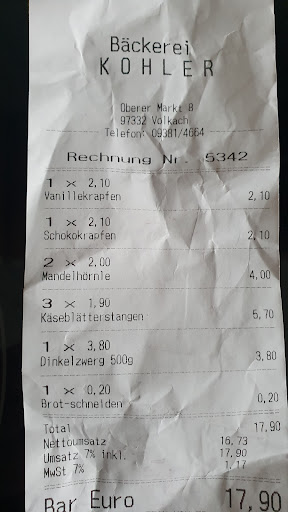 Bäckerei
KOHLER
Oberer Markt 8
97332 Volkach
Telefon: 09381/4664
Rechnung Nr. 5342
1 x 2,10
Vanillekrapfen 2,10
1 x 2,10
Schokokrapfen 2,10
2 x 2,00
Mandelhörnle 4,00
3 x 1,90
Käseblätterstangen 5,70
1 x 3,80
Dinkelzwerg 500g 3,80
1 x 0,20
Brot-schneiden 0,20
Total 17,90
Nettoumsatz 16,73
Umsatz 7% inkl. 17,90
MwSt 7% 1,17
Bar Euro 17,90